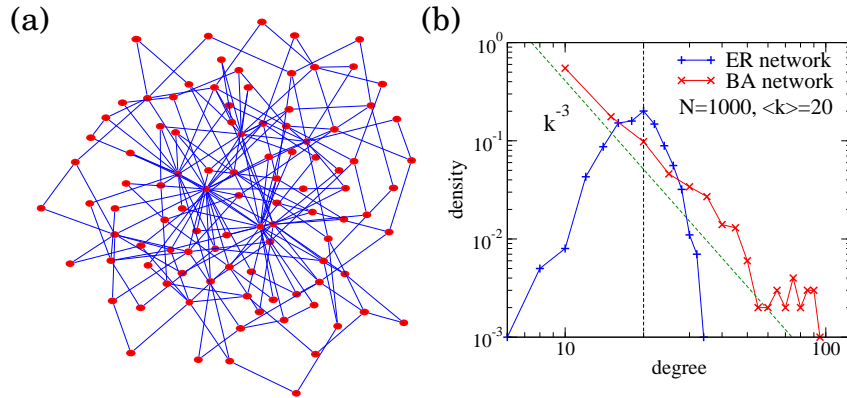 (a)
(b)
10^0
10^-1
10^-2
10^-3
density
ER network
BA network
N=1000, <k>=20
k^-3
10
100
degree